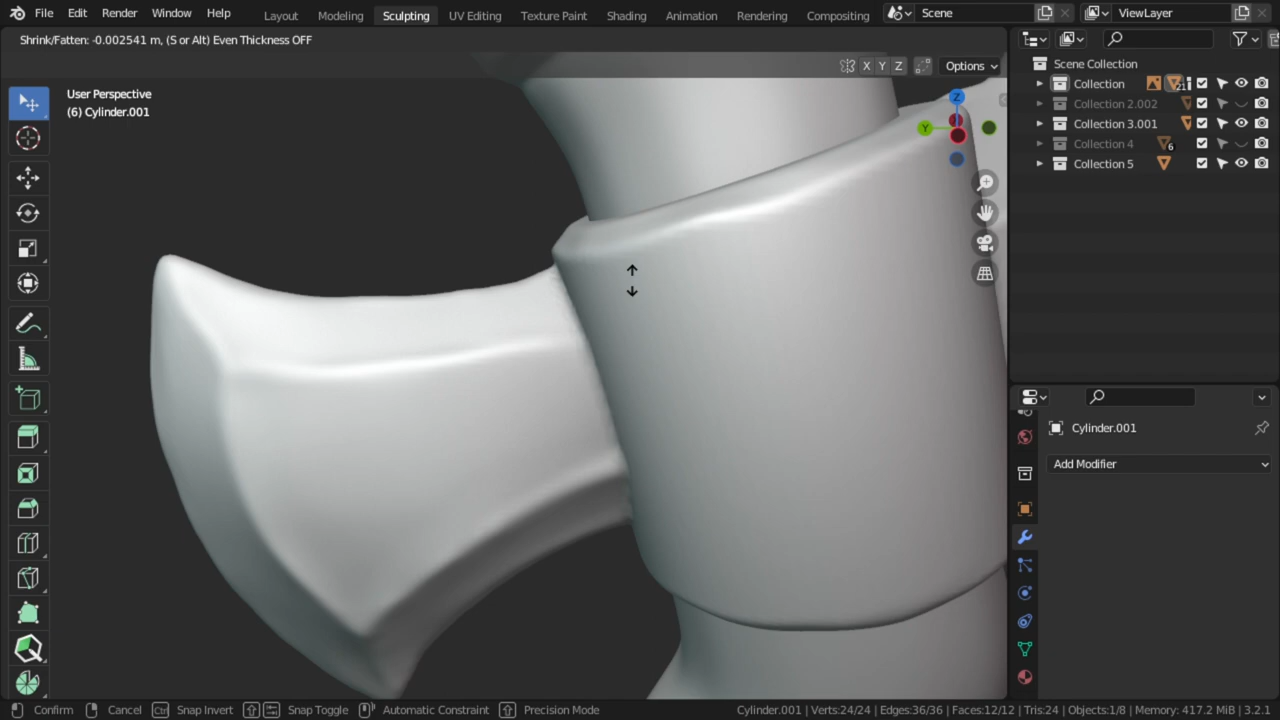 File Edit Render Window Help Layout Modeling Sculpting UV Editing Texture Paint Shading Animation Rendering Compositing Scene ViewLayer
Shrink/Fatten: -0.002541 m, (S or Alt) Even Thickness OFF
X Y Z Options
User Perspective
(6) Cylinder.001
Z
Y
Scene Collection
Collection 21
Collection 2.002
Collection 3.001
Collection 4 6
Collection 5
Cylinder.001
Add Modifier
Confirm Cancel Ctrl Snap Invert Snap Toggle Automatic Constraint Precision Mode Cylinder.001 | Verts:24/24 | Edges:36/36 | Faces:12/12 | Tris:24 | Objects:1/8 | Memory: 417.2 MiB | 3.2.1